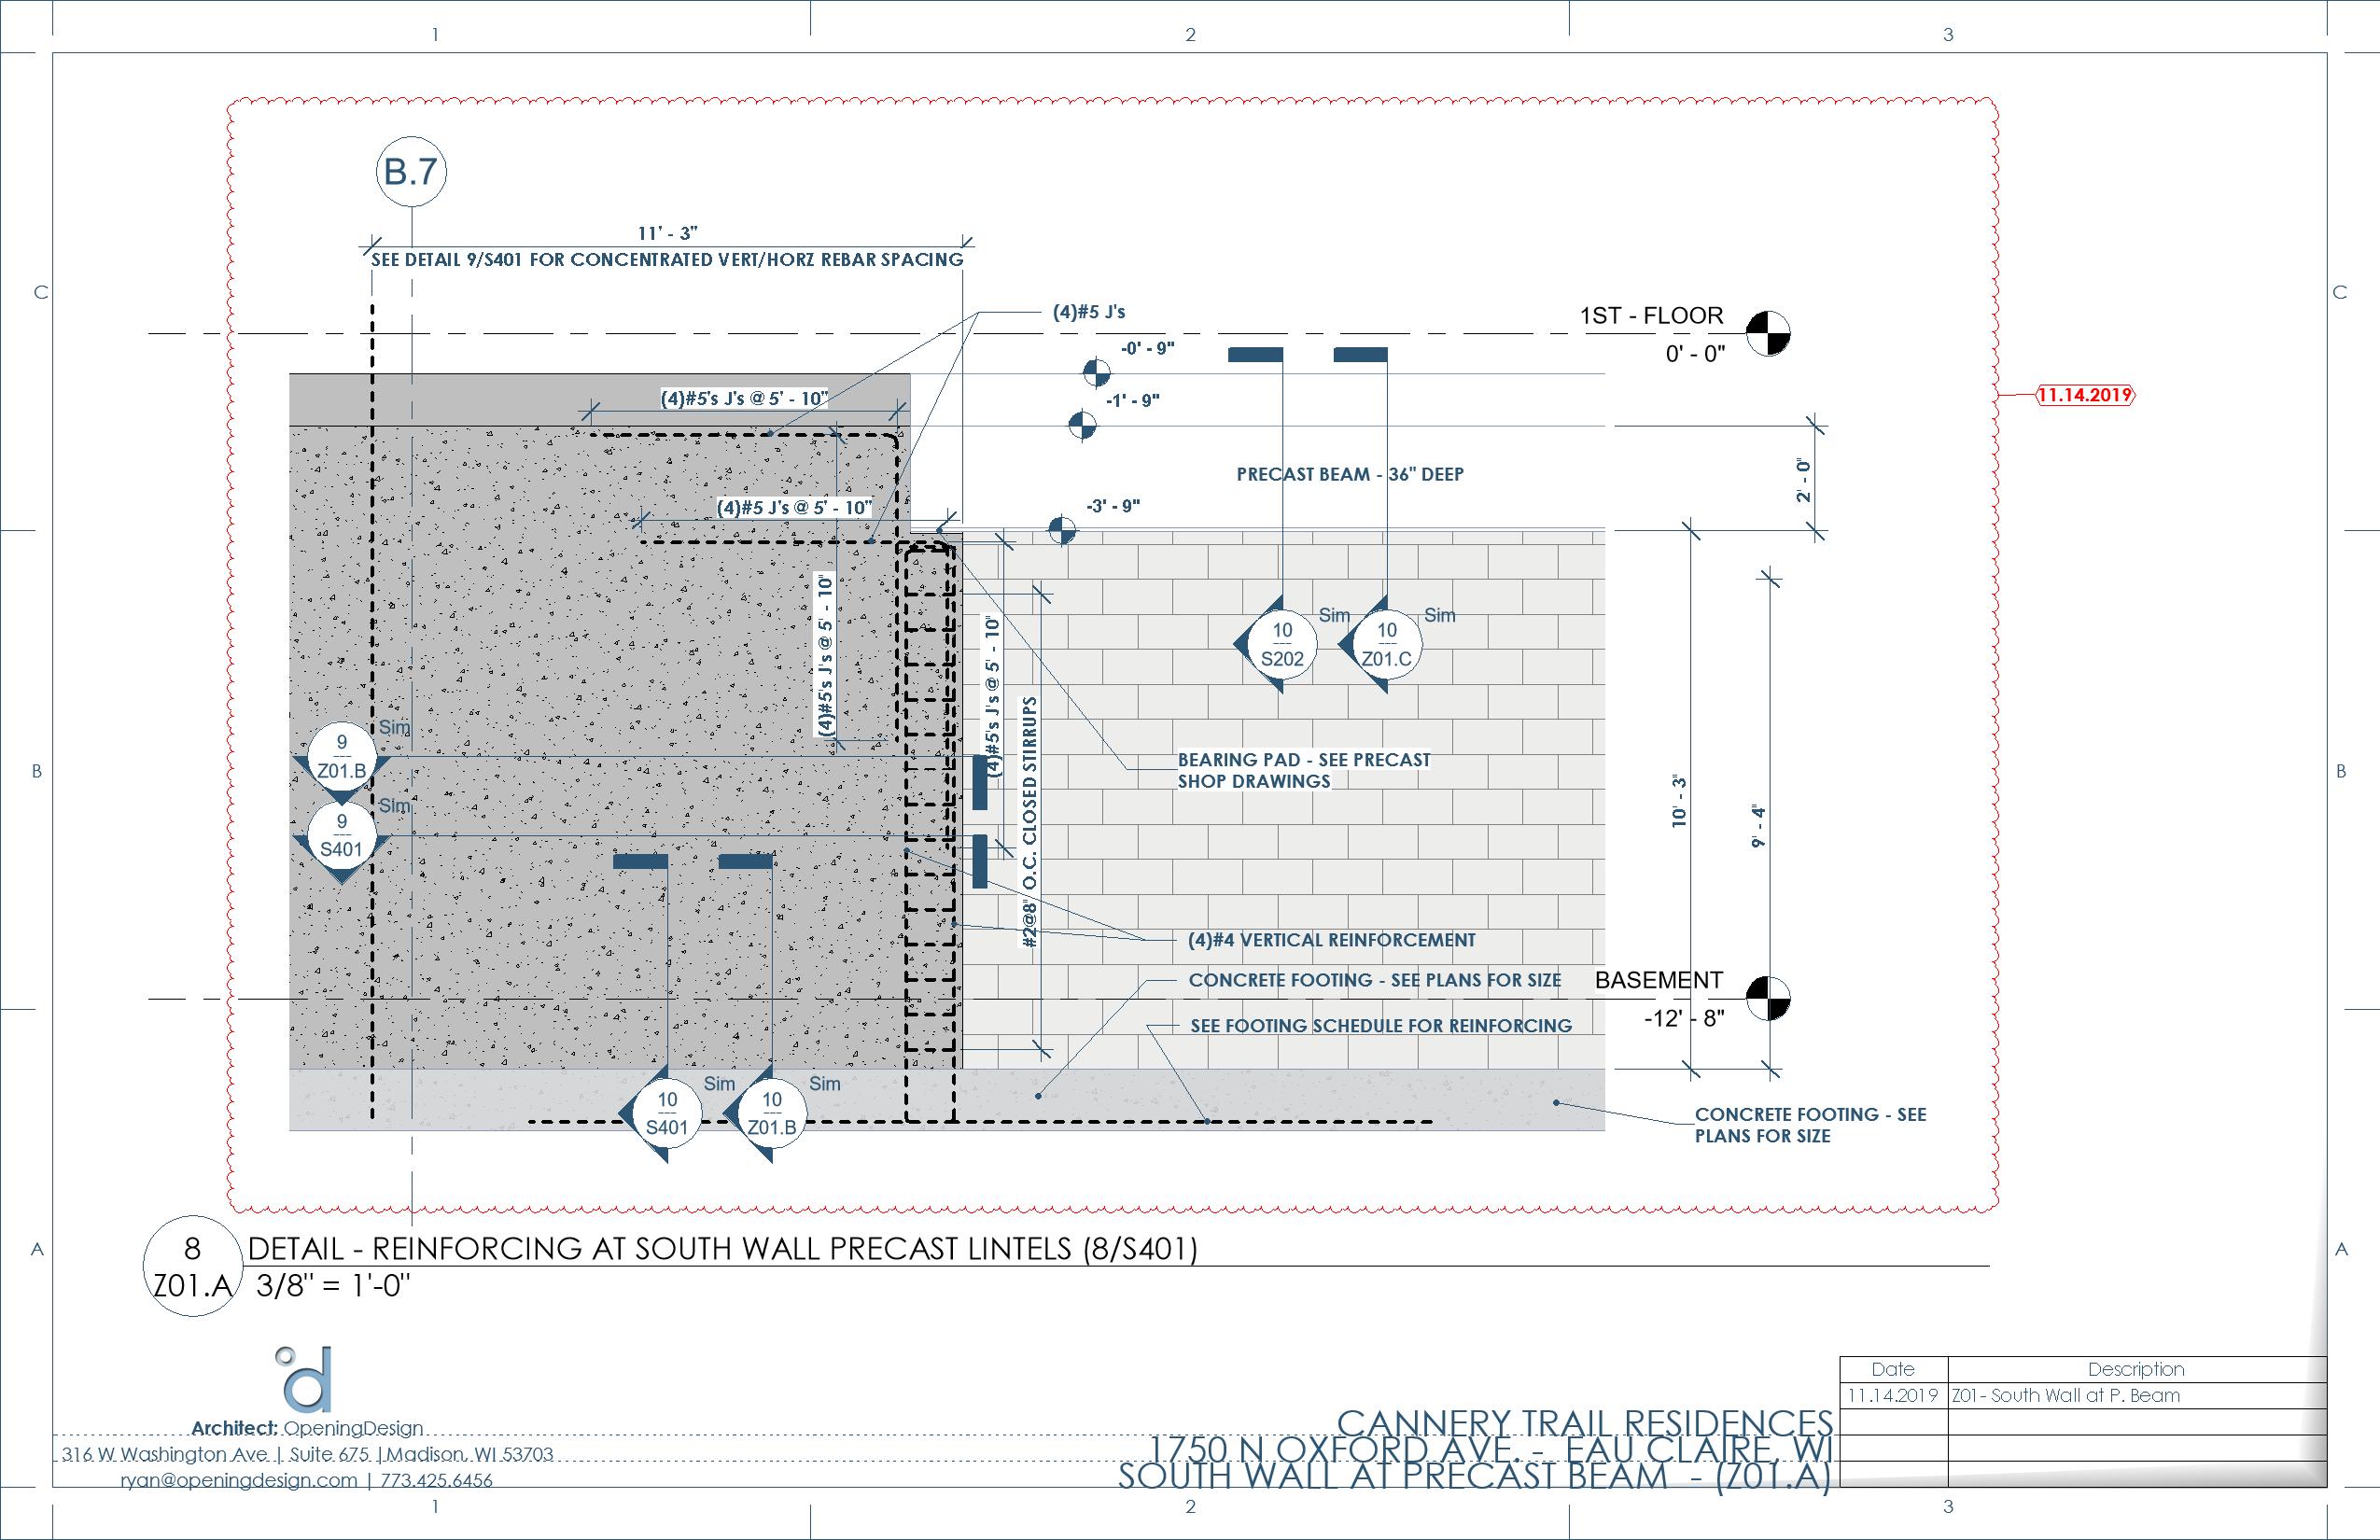 1
2
3
C
C
B.7
11' - 3"
SEE DETAIL 9/S401 FOR CONCENTRATED VERT/HORZ REBAR SPACING
(4)#5 J's
1ST - FLOOR
0' - 0"
-0' - 9"
-1' - 9"
11.14.2019
(4)#5's J's @ 5' - 10"
PRECAST BEAM - 36" DEEP
2' - 0"
(4)#5 J's @ 5' - 10"
-3' - 9"
(4)#5's J's @ 5' - 10"
(4)#5's J's @ 5' - 10"
#2@8" O.C. CLOSED STIRRUPS
10
S202
Sim
10
Z01.C
Sim
9
Z01.B
Sim
9
S401
Sim
BEARING PAD - SEE PRECAST
SHOP DRAWINGS
B
B
10' - 3"
9' - 4"
(4)#4 VERTICAL REINFORCEMENT
CONCRETE FOOTING - SEE PLANS FOR SIZE
BASEMENT
-12' - 8"
SEE FOOTING SCHEDULE FOR REINFORCING
10
S401
Sim
10
Z01.B
Sim
CONCRETE FOOTING - SEE
PLANS FOR SIZE
A
A
8
Z01.A
DETAIL - REINFORCING AT SOUTH WALL PRECAST LINTELS (8/S401)
3/8" = 1'-0"
d
Architect: OpeningDesign
316 W Washington Ave | Suite 675 |Madison, WI 53703
ryan@openingdesign.com | 773.425.6456
CANNERY TRAIL RESIDENCES
1750 N OXFORD AVE. - EAU CLAIRE, WI
SOUTH WALL AT PRECAST BEAM - (Z01.A)
Date Description
11.14.2019 Z01- South Wall at P. Beam
1
2
3